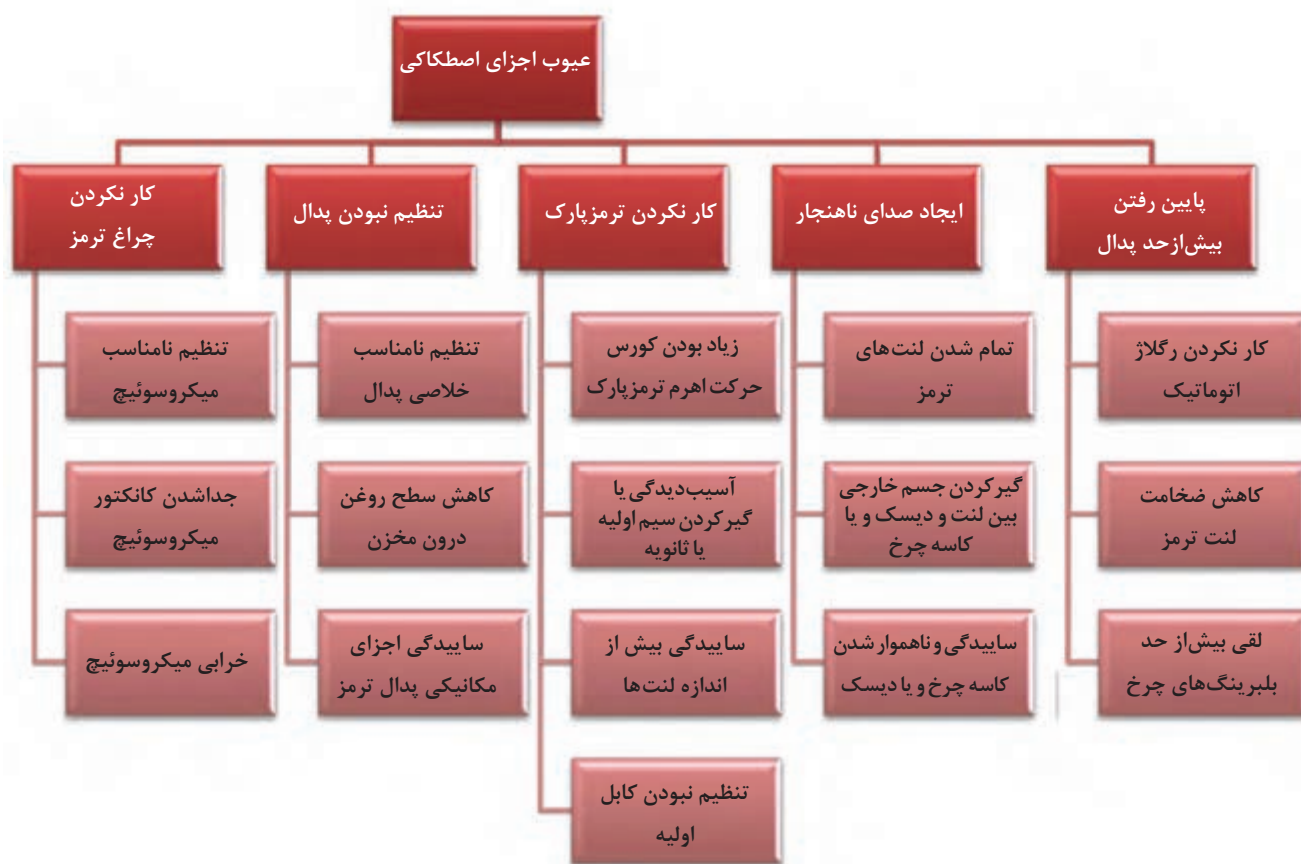 عیوب اجزای اصطکاکی
پایین رفتن
بیش‌ازحد پدال
کار نکردن رگلاژ
اتوماتیک
کاهش ضخامت
لنت ترمز
لقی بیش‌از حد
بلبرینگ‌های چرخ
ایجاد صدای ناهنجار
تمام شدن لنت‌های
ترمز
گیرکردن جسم خارجی
بین لنت و دیسک و یا
کاسه چرخ
ساییدگی و ناهموار شدن
کاسه چرخ و یا دیسک
کار نکردن ترمزپارک
زیاد بودن کورس
حرکت اهرم ترمزپارک
آسیب‌دیدگی یا
گیرکردن سیم اولیه
یا ثانویه
ساییدگی بیش از
اندازه لنت‌ها
تنظیم نبودن کابل
اولیه
تنظیم نبودن پدال
تنظیم نامناسب
خلاصی پدال
کاهش سطح روغن
درون مخزن
ساییدگی اجزای
مکانیکی پدال ترمز
کار نکردن
چراغ ترمز
تنظیم نامناسب
میکروسوئیچ
جداشدن کانکتور
میکروسوئیچ
خرابی میکروسوئیچ